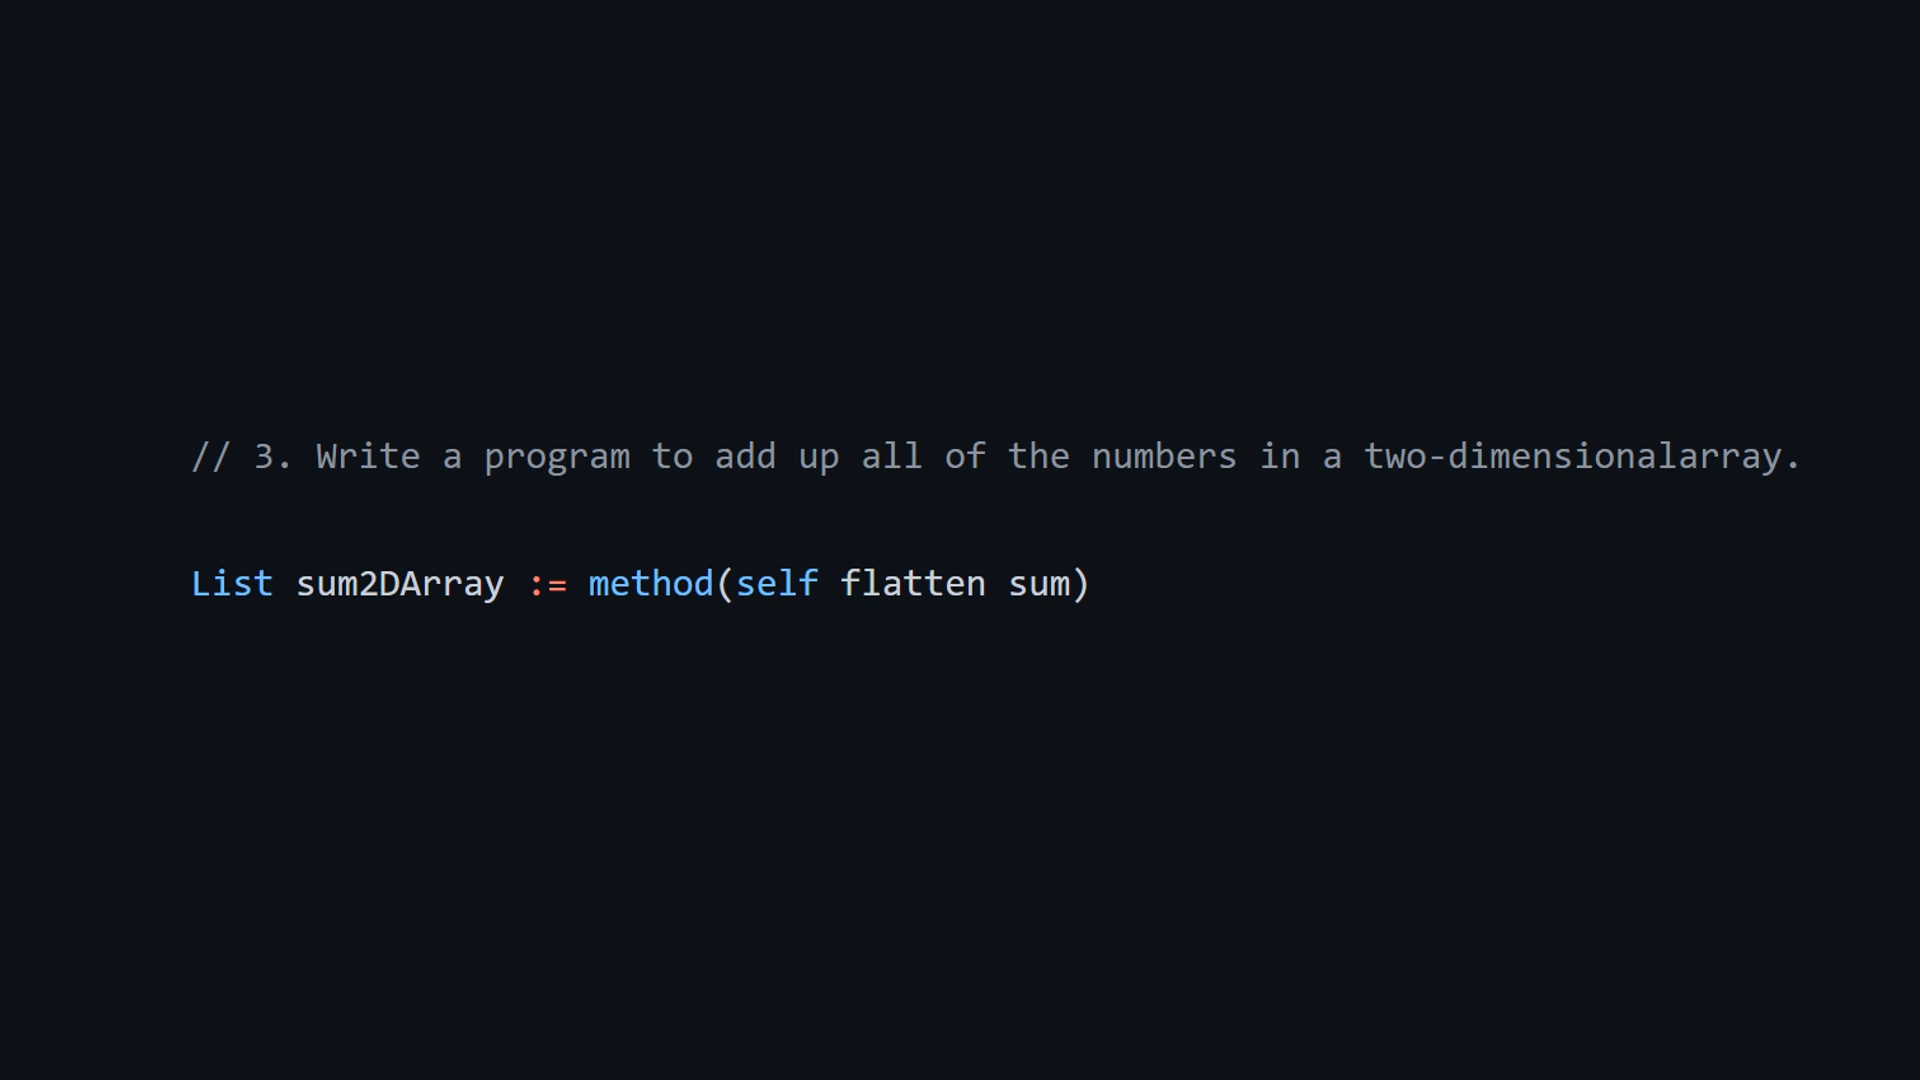 // 3. Write a program to add up all of the numbers in a two-dimensionalarray.
List sum2DArray := method(self flatten sum)